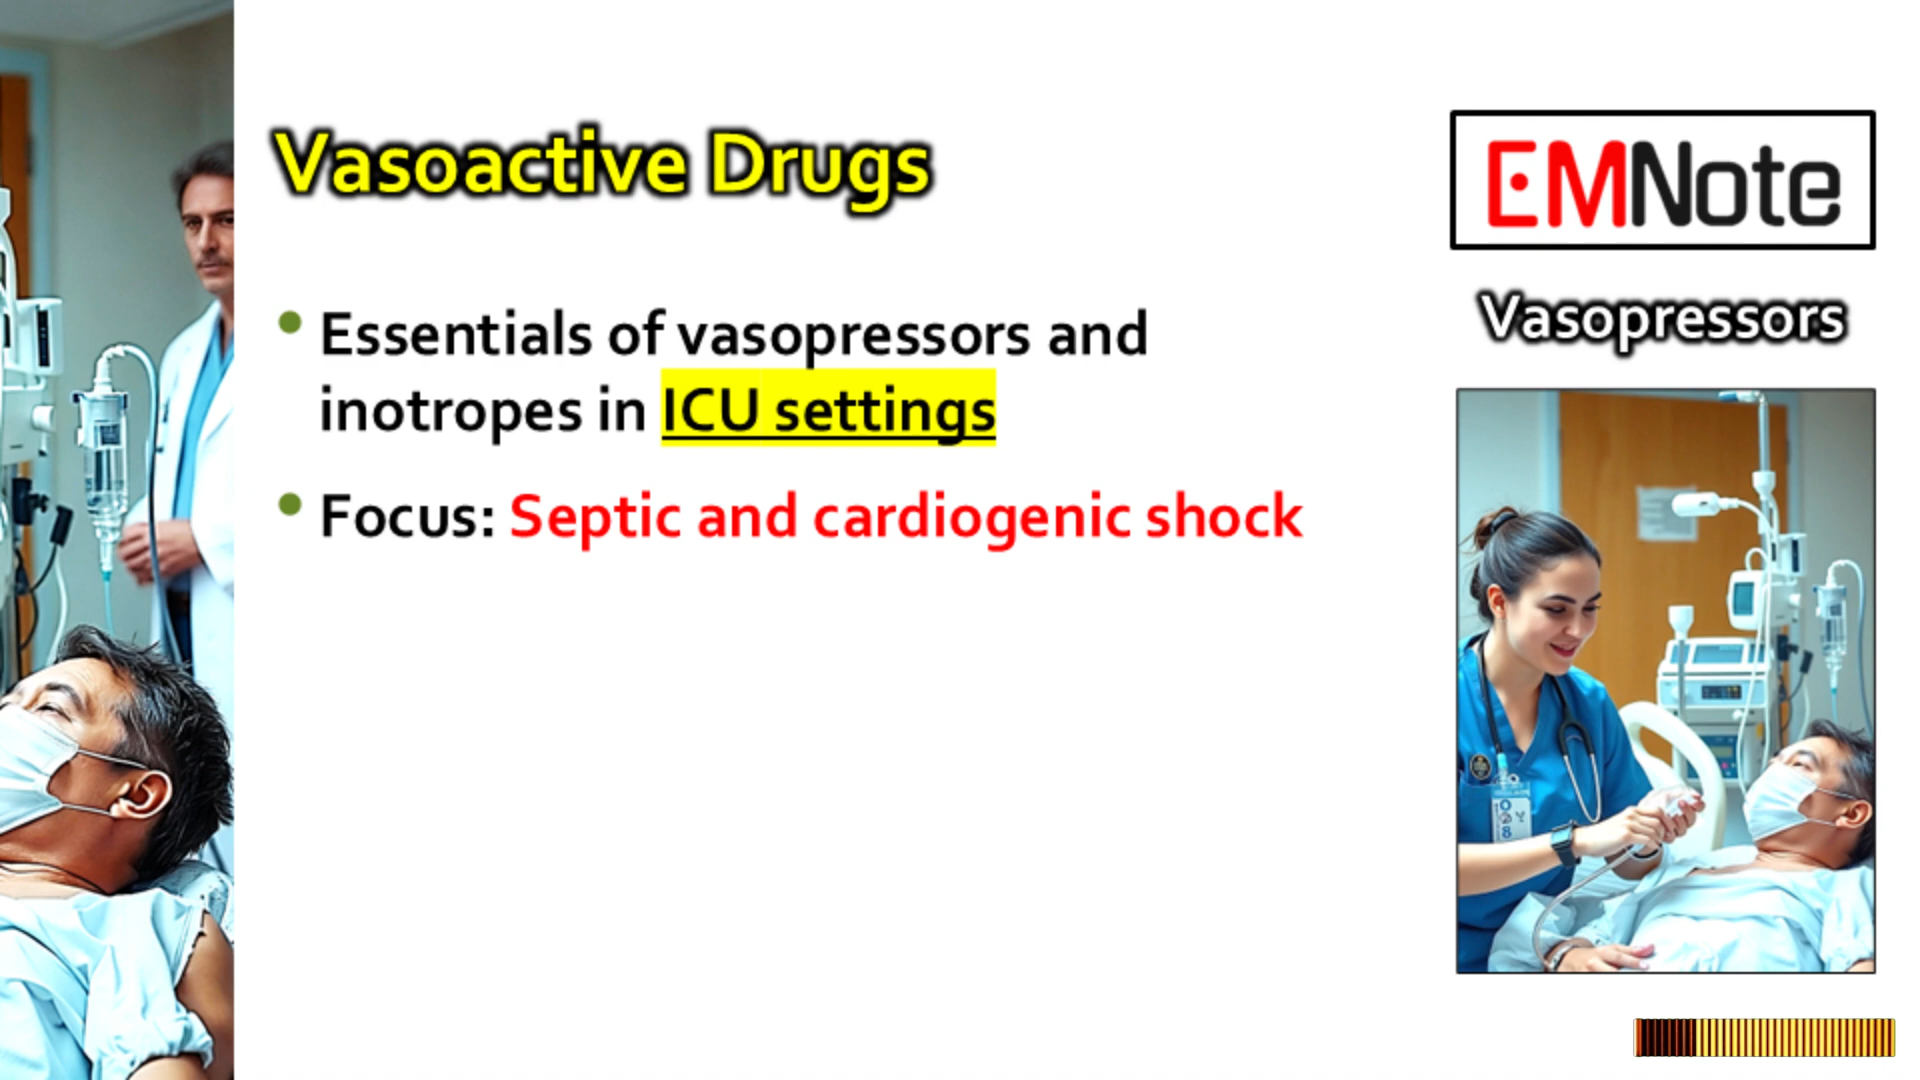 Vasoactive Drugs
• Essentials of vasopressors and
inotropes in ICU settings
• Focus: Septic and cardiogenic shock
EMNote
Vasopressors